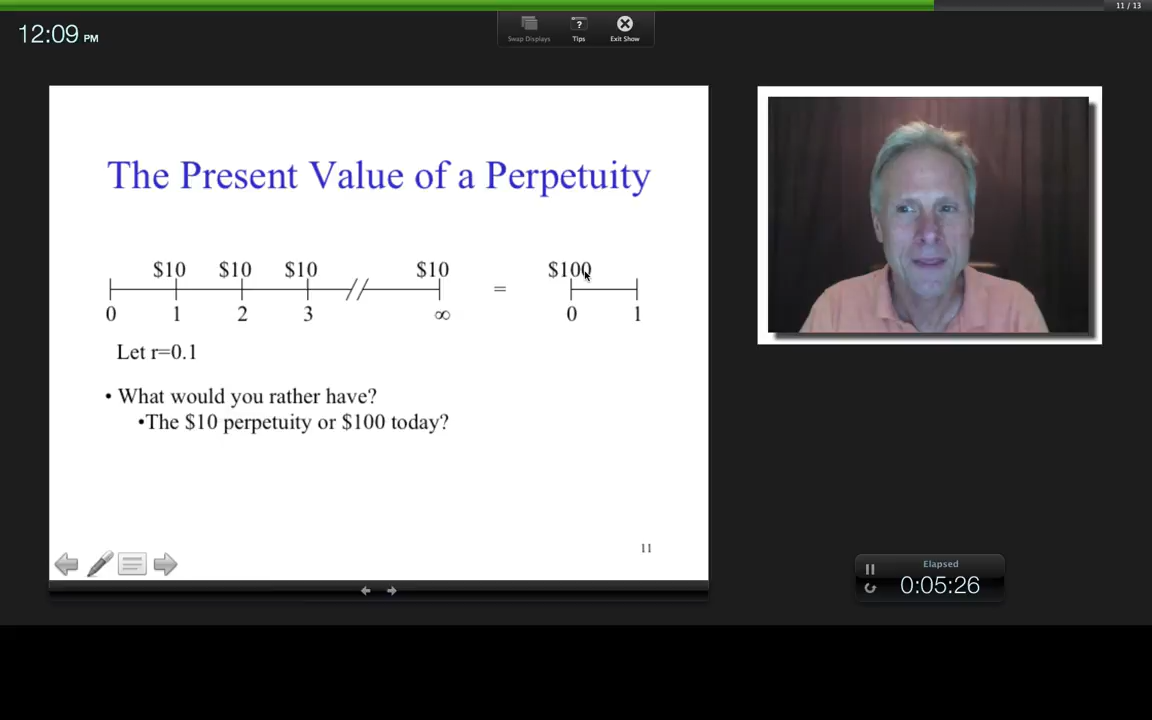 11 / 13
12:09 PM
Swap Displays
Tips
Exit Show
The Present Value of a Perpetuity
$10 $10 $10 $10 $100
=
0 1 2 3 ∞ 0 1
Let r=0.1
• What would you rather have?
•The $10 perpetuity or $100 today?
11
Elapsed
0:05:26